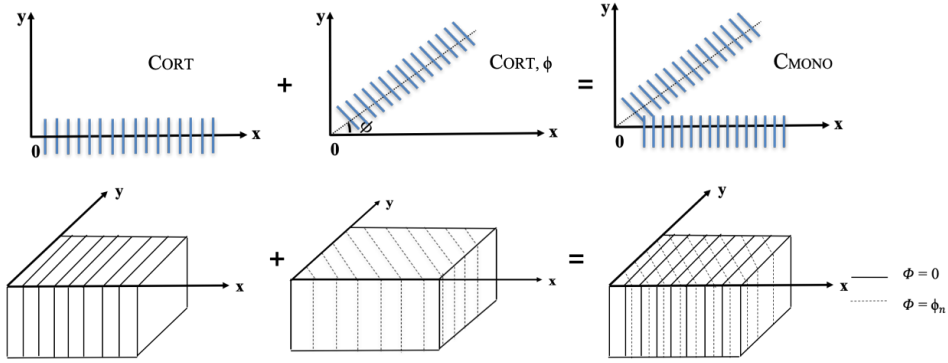 y
CORT
x
0
+
y
CORT, ϕ
∅
x
0
=
y
CMONO
x
0
y
x
+
y
x
=
y
x
Φ = 0
Φ = ϕn